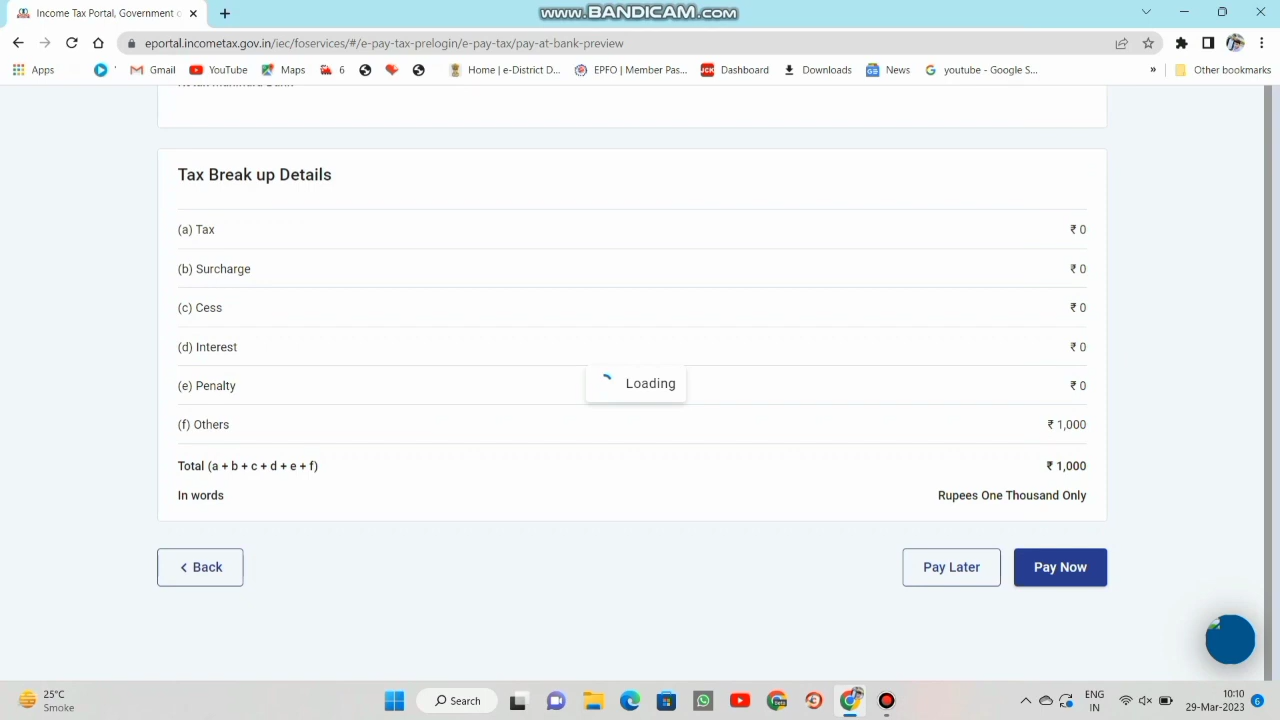 www.BANDICAM.com
Income Tax Portal, Government
eportal.incometax.gov.in/iec/foservices/#/e-pay-tax-prelogin/e-pay-tax/pay-at-bank-preview
Apps Gmail YouTube Maps 6 Home | e-District D... EPFO | Member Pas... JCK Dashboard Downloads GE News youtube - Google S... » Other bookmarks
Tax Break up Details
(a) Tax ₹ 0
(b) Surcharge ₹ 0
(c) Cess ₹ 0
(d) Interest ₹ 0
Loading
(e) Penalty ₹ 0
(f) Others ₹ 1,000
Total (a + b + c + d + e + f) ₹ 1,000
In words Rupees One Thousand Only
Back Pay Later Pay Now
25°C
Smoke
Search
Beta
ENG
IN
10:10
29-Mar-2023
6